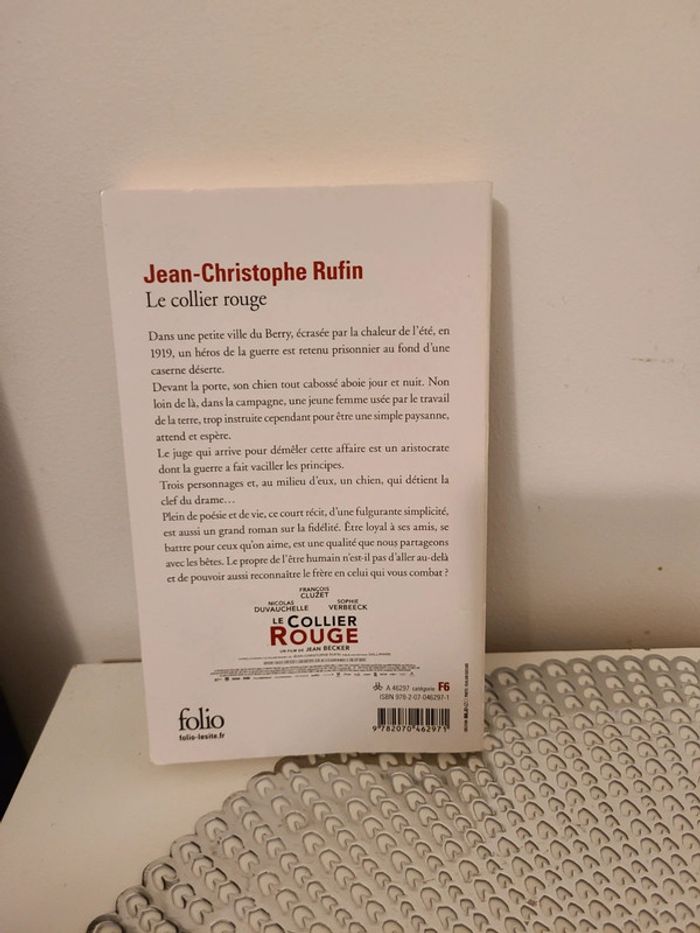 Jean-Christophe Rufin
Le collier rouge
Dans une petite ville du Berry, écrasée par la chaleur de l'été, en
1919, un héros de la guerre est retenu prisonnier au fond d'une
caserne déserte.
Devant la porte, son chien tout cabossé aboie jour et nuit. Non
loin de là, dans la campagne, une jeune femme usée par le travail
de la terre, trop instruite cependant pour être une simple paysanne,
attend et espère.
Le juge qui arrive pour démêler cette affaire est un aristocrate
dont la guerre a fait vaciller les principes.
Trois personnages et, au milieu d'eux, un chien, qui détient la
clef du drame…
Plein de poésie et de vie, ce court récit, d'une fulgurante simplicité,
est aussi un grand roman sur la fidélité. Être loyal à ses amis, se
battre pour ceux qu'on aime, est une qualité que nous partageons
avec les bêtes. Le propre de l'être humain n'est-il pas d'aller au-delà
et de pouvoir aussi reconnaître le frère en celui qui vous combat ?
FRANÇOIS
CLUZET
NICOLAS
DUVAUCHELLE
SOPHIE
VERBEECK
LE COLLIER
ROUGE
UN FILM DE JEAN BECKER
A 46297 catégorie F6
ISBN 978-2-07-046297-1
folio
folio-lesite.fr
9 782070 462971